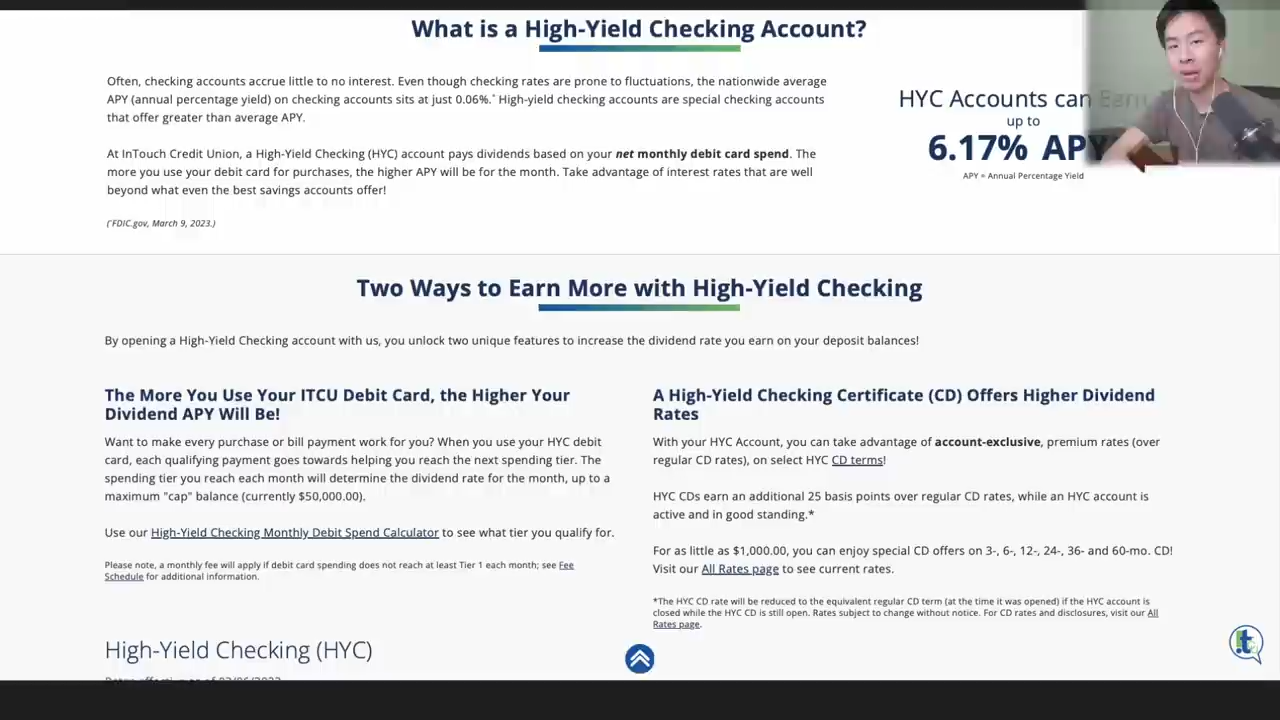 What is a High-Yield Checking Account?
Often, checking accounts accrue little to no interest. Even though checking rates are prone to fluctuations, the nationwide average
APY (annual percentage yield) on checking accounts sits at just 0.06%.* High-yield checking accounts are special checking accounts
that offer greater than average APY.
At InTouch Credit Union, a High-Yield Checking (HYC) account pays dividends based on your net monthly debit card spend. The
more you use your debit card for purchases, the higher APY will be for the month. Take advantage of interest rates that are well
beyond what even the best savings accounts offer!
(*FDIC.gov, March 9, 2023.)
HYC Accounts can Earn
up to
6.17% APY
APY = Annual Percentage Yield
Two Ways to Earn More with High-Yield Checking
By opening a High-Yield Checking account with us, you unlock two unique features to increase the dividend rate you earn on your deposit balances!
The More You Use Your ITCU Debit Card, the Higher Your
Dividend APY Will Be!
Want to make every purchase or bill payment work for you? When you use your HYC debit
card, each qualifying payment goes towards helping you reach the next spending tier. The
spending tier you reach each month will determine the dividend rate for the month, up to a
maximum "cap" balance (currently $50,000.00).
Use our High-Yield Checking Monthly Debit Spend Calculator to see what tier you qualify for.
Please note, a monthly fee will apply if debit card spending does not reach at least Tier 1 each month; see Fee
Schedule for additional information.
A High-Yield Checking Certificate (CD) Offers Higher Dividend
Rates
With your HYC Account, you can take advantage of account-exclusive, premium rates (over
regular CD rates), on select HYC CD terms!
HYC CDs earn an additional 25 basis points over regular CD rates, while an HYC account is
active and in good standing.*
For as little as $1,000.00, you can enjoy special CD offers on 3-, 6-, 12-, 24-, 36- and 60-mo. CD!
Visit our All Rates page to see current rates.
*The HYC CD rate will be reduced to the equivalent regular CD term (at the time it was opened) if the HYC account is
closed while the HYC CD is still open. Rates subject to change without notice. For CD rates and disclosures, visit our All
Rates page.
High-Yield Checking (HYC)